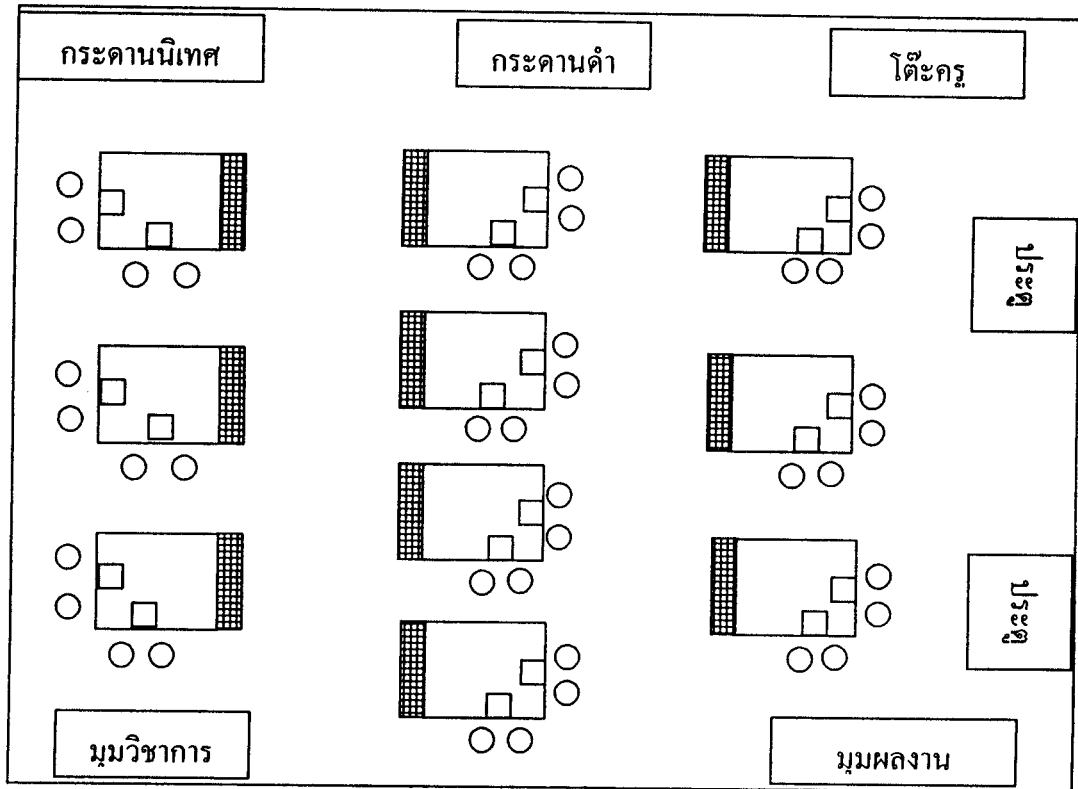 กระดานนิเทศ
กระดานดำ
โต๊ะครู
ประตู
ประตู
มุมวิชาการ
มุมผลงาน